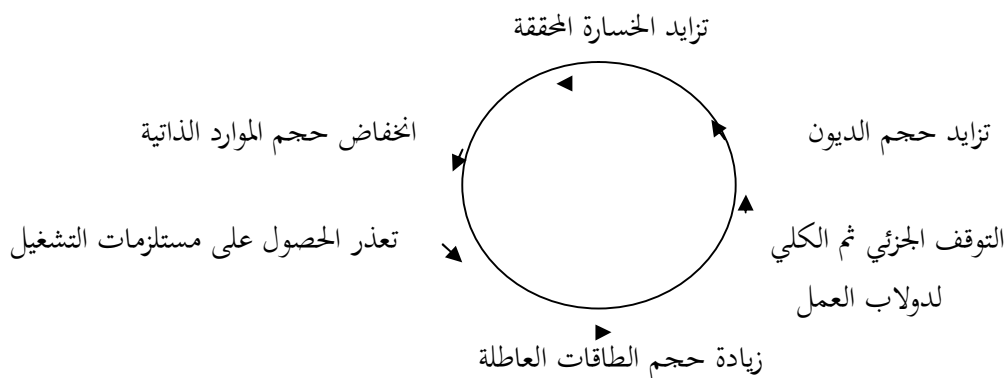 تزايد الخسارة المحققة
تزايد حجم الديون
انخفاض حجم الموارد الذاتية
التوقف الجزئي ثم الكلي
لدولاب العمل
تعذر الحصول على مستلزمات التشغيل
زيادة حجم الطاقات العاطلة